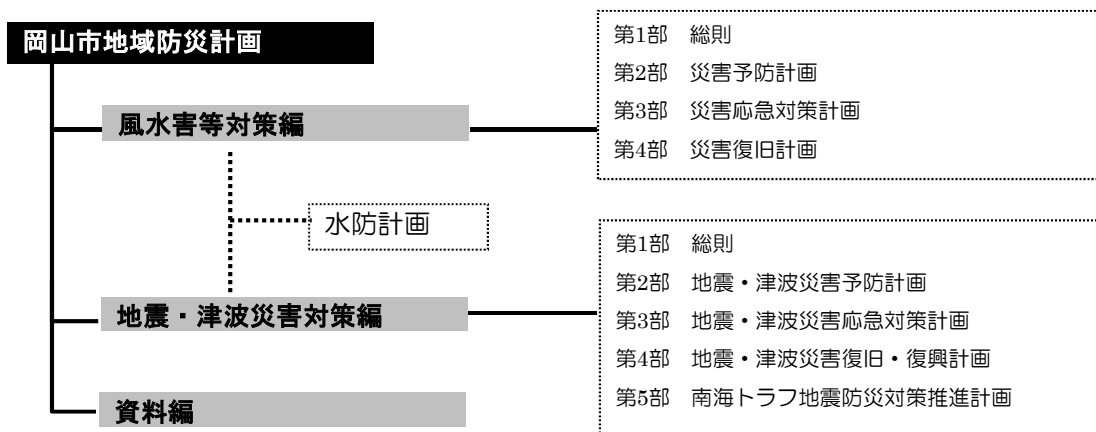 岡山市地域防災計画
風水害等対策編
第1部 総則
第2部 災害予防計画
第3部 災害応急対策計画
第4部 災害復旧計画
水防計画
地震・津波災害対策編
第1部 総則
第2部 地震・津波災害予防計画
第3部 地震・津波災害応急対策計画
第4部 地震・津波災害復旧・復興計画
第5部 南海トラフ地震防災対策推進計画
資料編